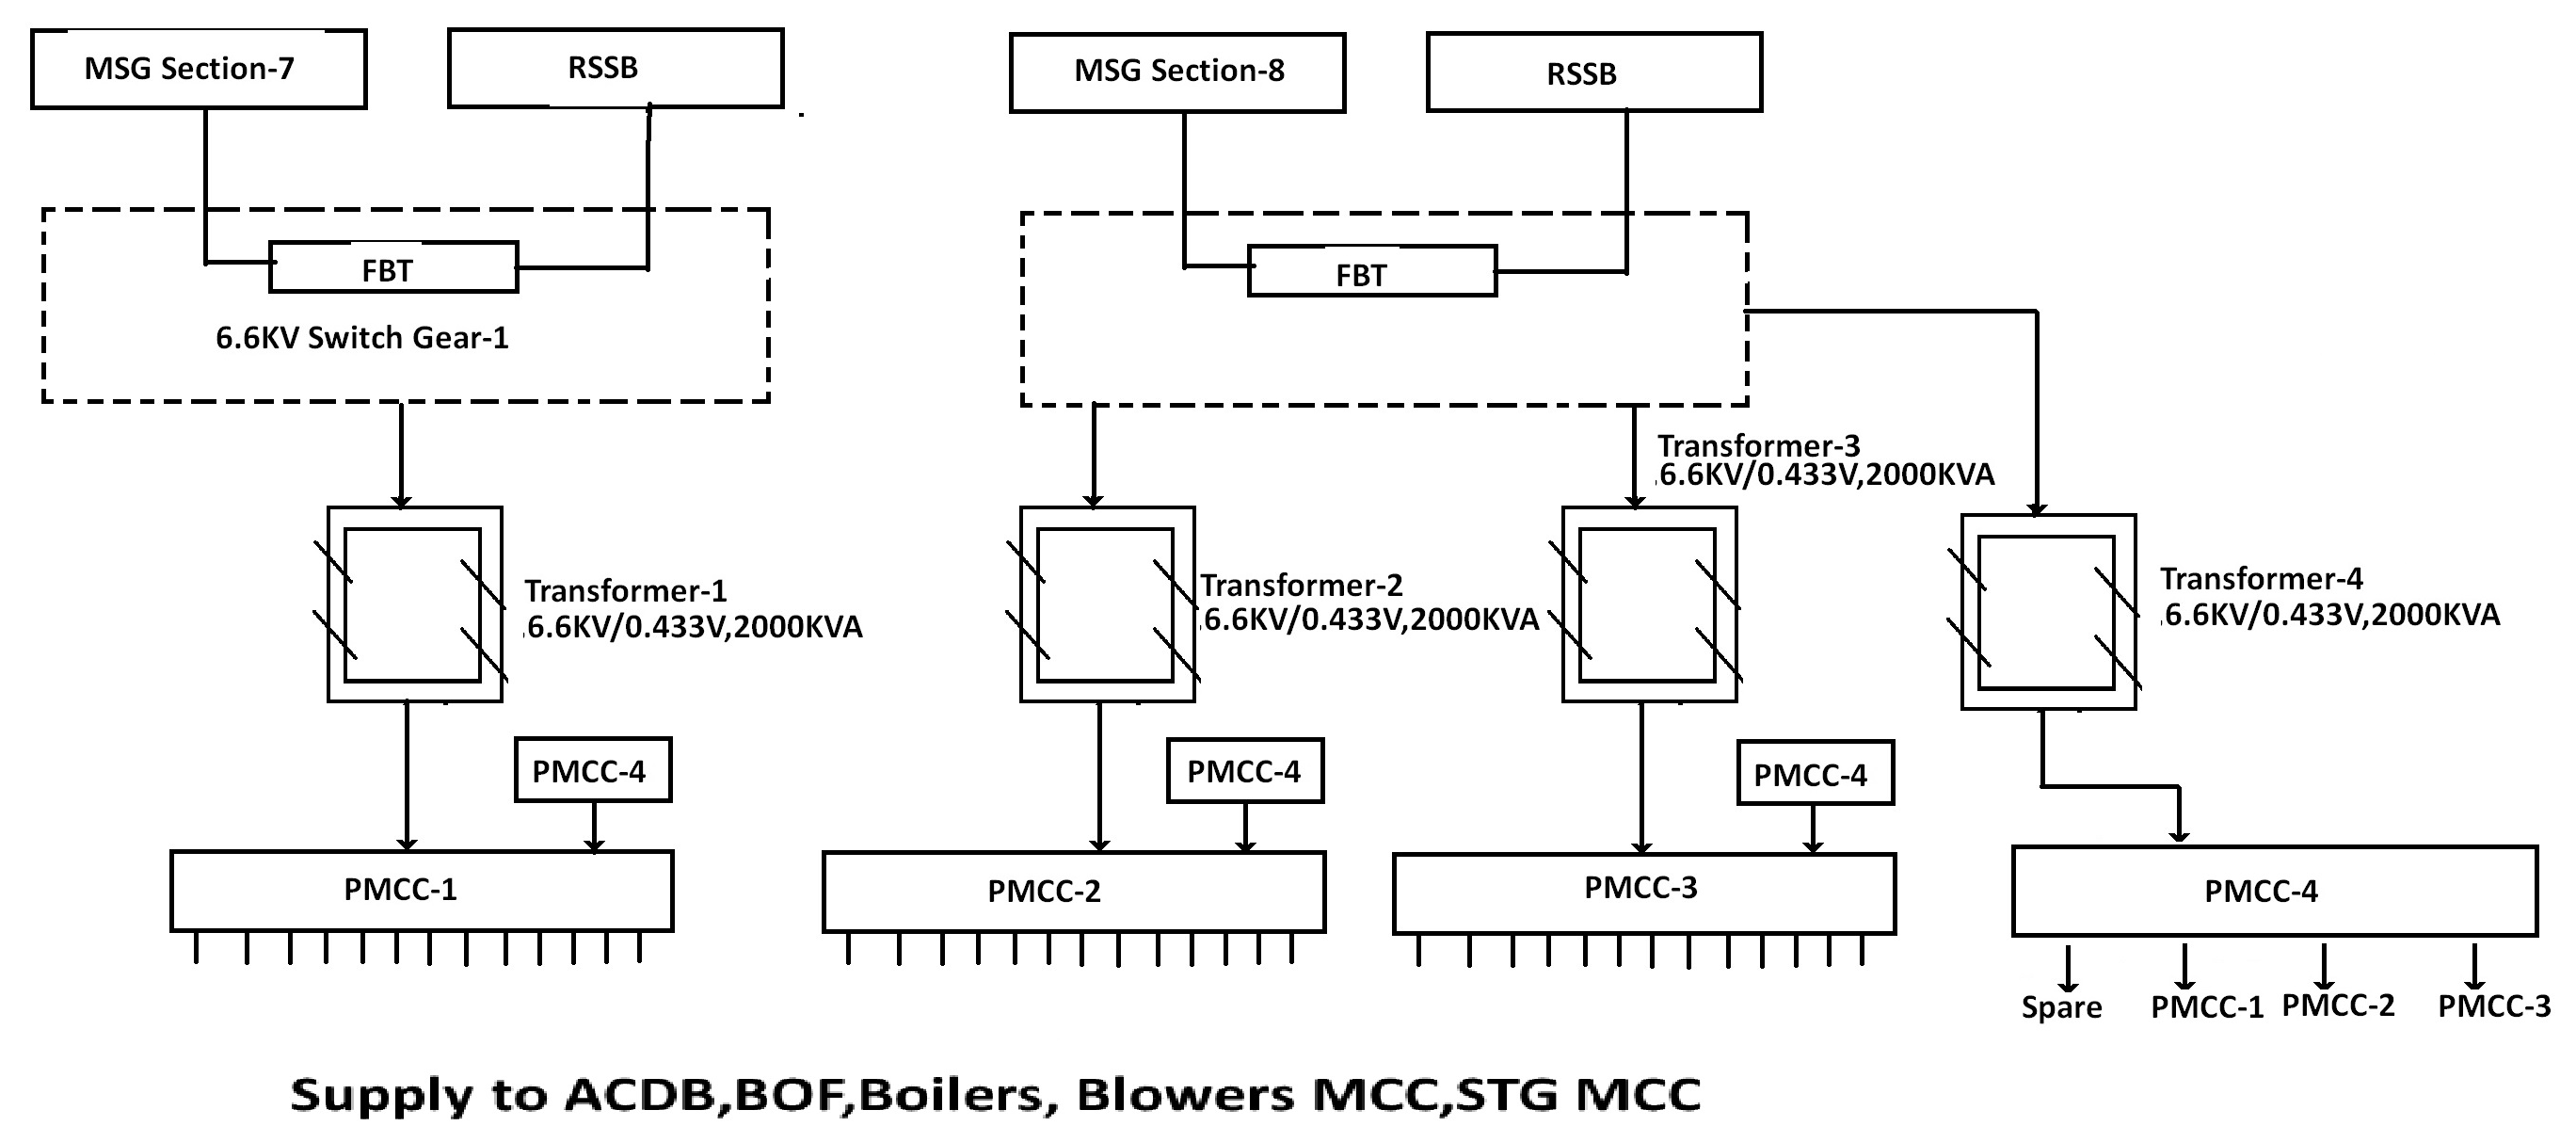 MSG Section-7
RSSB
MSG Section-8
RSSB
FBT
FBT
6.6KV Switch Gear-1
Transformer-3
.6.6KV/0.433V,2000KVA
Transformer-1
.6.6KV/0.433V,2000KVA
Transformer-2
.6.6KV/0.433V,2000KVA
Transformer-4
.6.6KV/0.433V,2000KVA
PMCC-4
PMCC-4
PMCC-4
PMCC-1
PMCC-2
PMCC-3
PMCC-4
Spare
PMCC-1
PMCC-2
PMCC-3
Supply to ACDB,BOF,Boilers, Blowers MCC,STG MCC